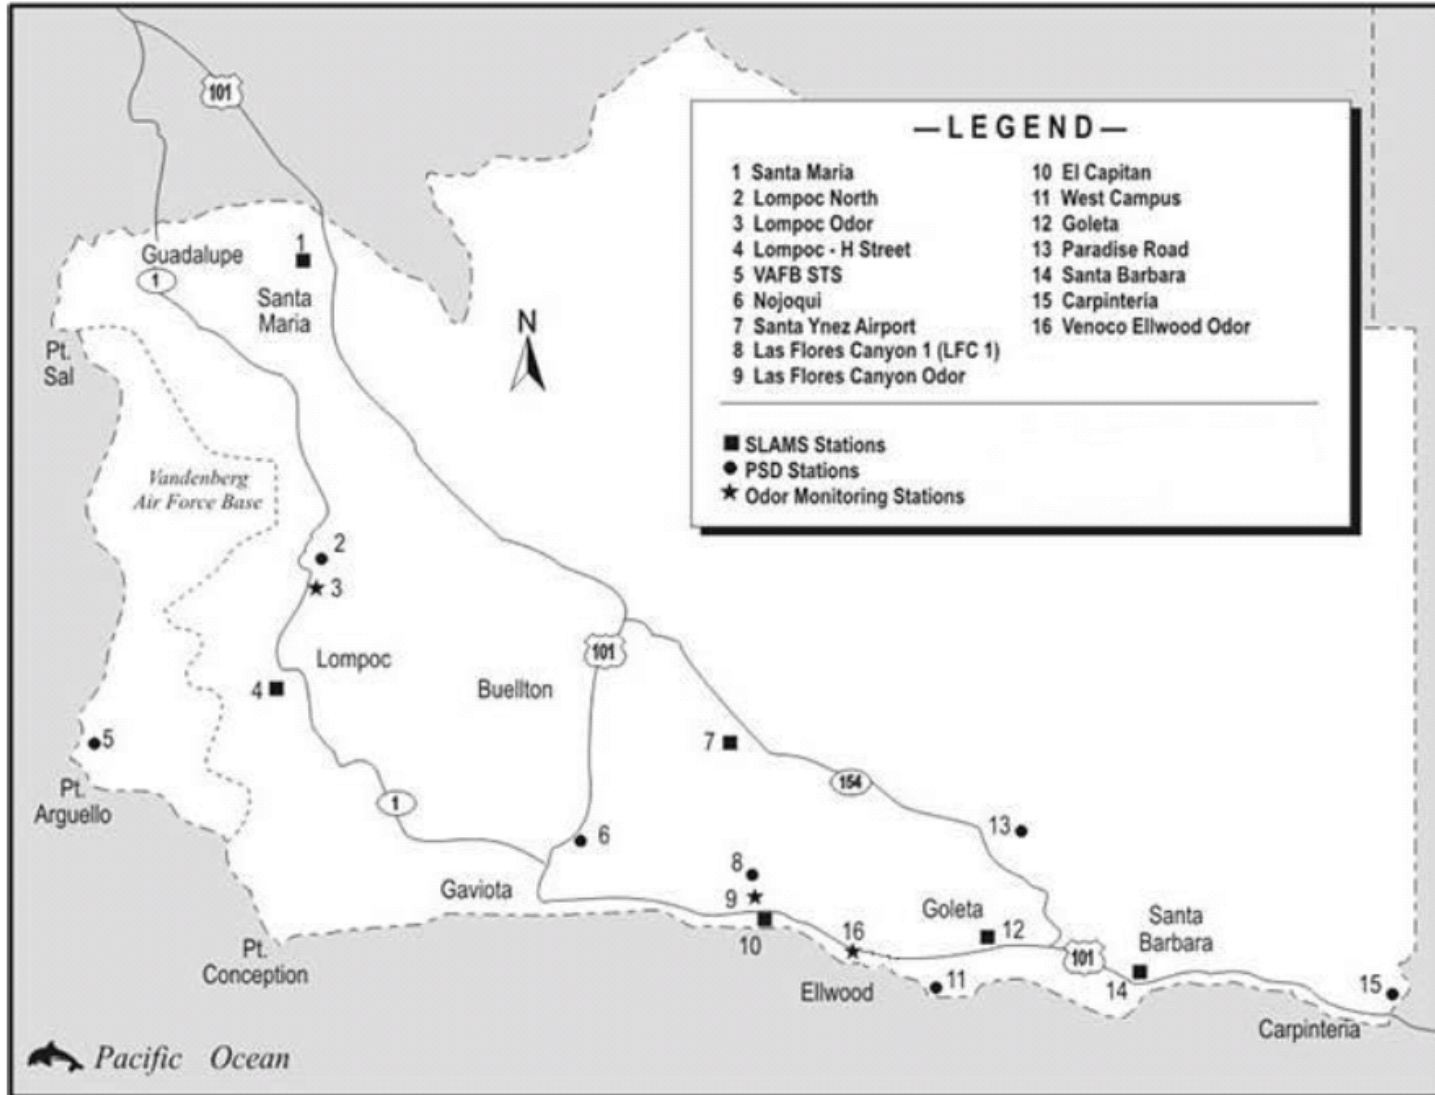 101
— L E G E N D —
1 Santa Maria
2 Lompoc North
3 Lompoc Odor
4 Lompoc - H Street
5 VAFB STS
6 Nojoqui
7 Santa Ynez Airport
8 Las Flores Canyon 1 (LFC 1)
9 Las Flores Canyon Odor
10 El Capitan
11 West Campus
12 Goleta
13 Paradise Road
14 Santa Barbara
15 Carpinteria
16 Venoco Ellwood Odor
SLAMS Stations
PSD Stations
Odor Monitoring Stations
Guadalupe
1
1
Santa
Maria
N
Pt.
Sal
Vandenberg
Air Force Base
2
3
Lompoc
101
4
Buellton
5
7
Pt.
Arguello
1
154
6
13
8
Gaviota
9
Goleta
12
Santa
Barbara
10
16
101
Pt.
Conception
Ellwood
11
14
15
Carpinteria
Pacific Ocean